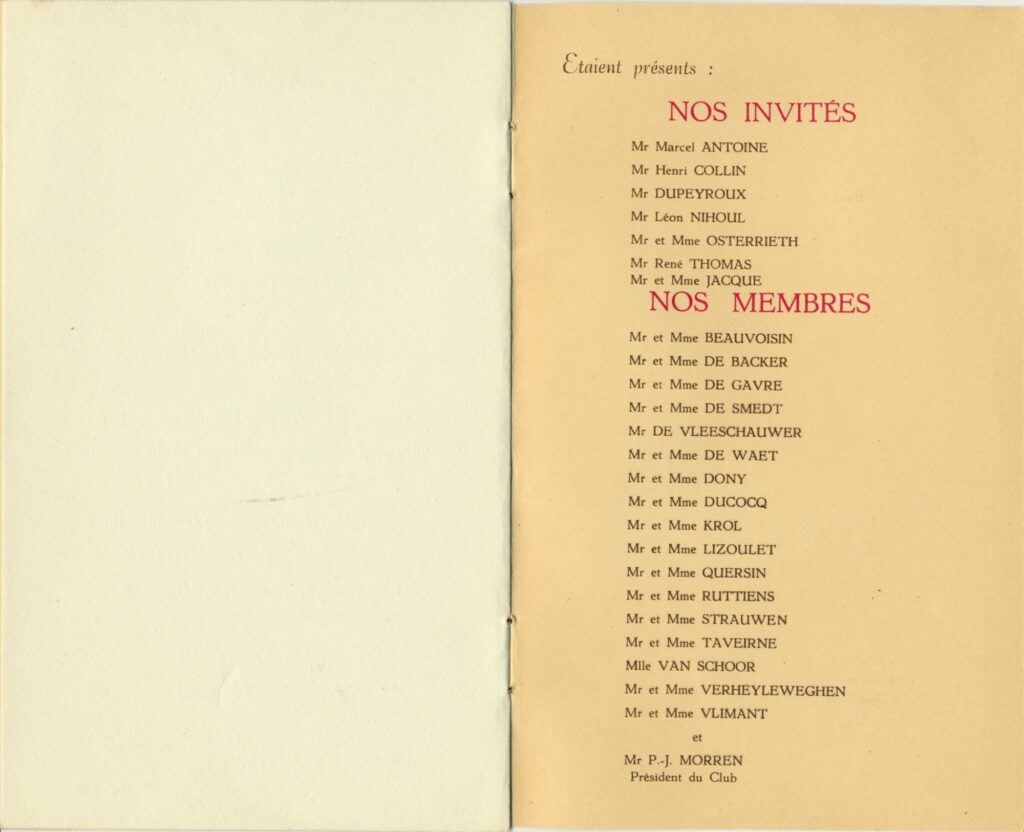 Etaient présents :
NOS INVITÉS
Mr Marcel ANTOINE
Mr Henri COLLIN
Mr DUPEYROUX
Mr Léon NIHOUL
Mr et Mme OSTERRIETH
Mr René THOMAS
Mr et Mme JACQUE
NOS MEMBRES
Mr et Mme BEAUVOISIN
Mr et Mme DE BACKER
Mr et Mme DE GAVRE
Mr et Mme DE SMEDT
Mr DE VLEESCHAUWER
Mr et Mme DE WAET
Mr et Mme DONY
Mr et Mme DUCOCQ
Mr et Mme KROL
Mr et Mme LIZOULET
Mr et Mme QUERSIN
Mr et Mme RUTTIENS
Mr et Mme STRAUWEN
Mr et Mme TAVEIRNE
Mlle VAN SCHOOR
Mr et Mme VERHEYLEWEGHEN
Mr et Mme VLIMANT
et
Mr P.-J. MORREN
Président du Club